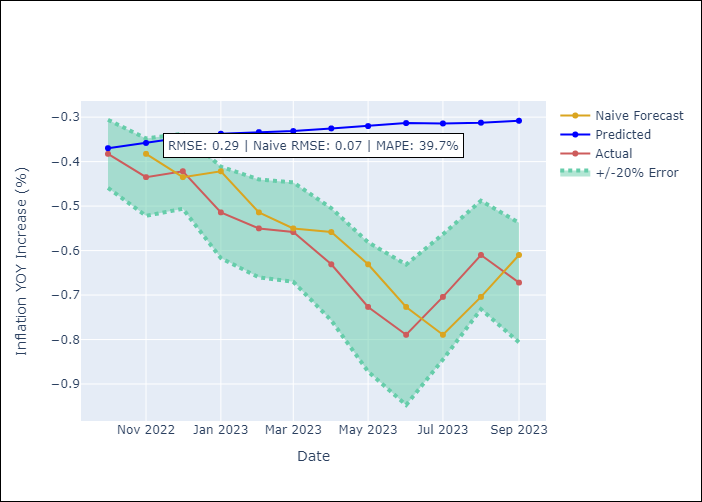 Naive Forecast
Predicted
Actual
+/-20% Error
RMSE: 0.29 | Naive RMSE: 0.07 | MAPE: 39.7%
−0.3
−0.4
−0.5
−0.6
−0.7
−0.8
−0.9
Inflation YOY Increase (%)
Nov 2022
Jan 2023
Mar 2023
May 2023
Jul 2023
Sep 2023
Date